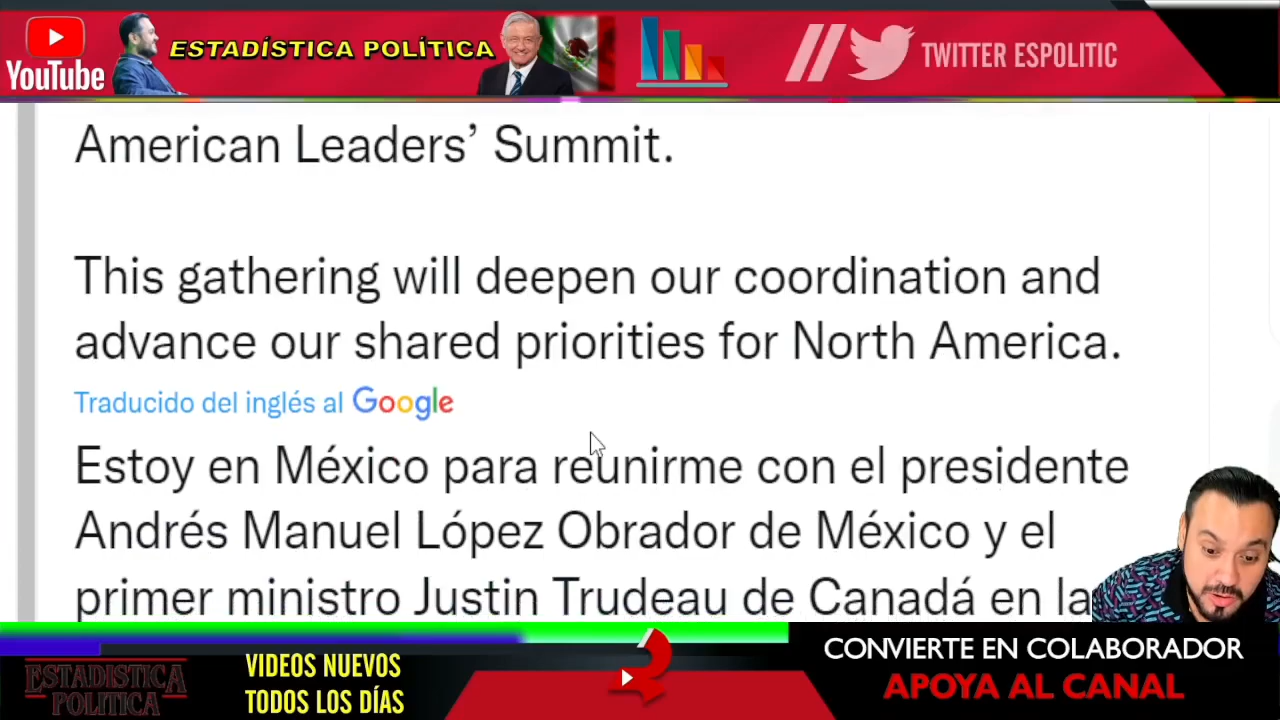 YouTube
ESTADÍSTICA POLÍTICA
TWITTER ESPOLITIC
American Leaders’ Summit.
This gathering will deepen our coordination and
advance our shared priorities for North America.
Traducido del inglés al Google
Estoy en México para reunirme con el presidente
Andrés Manuel López Obrador de México y el
primer ministro Justin Trudeau de Canadá en la
ESTADISTICA
POLITICA
VIDEOS NUEVOS
TODOS LOS DÍAS
CONVIERTE EN COLABORADOR
APOYA AL CANAL